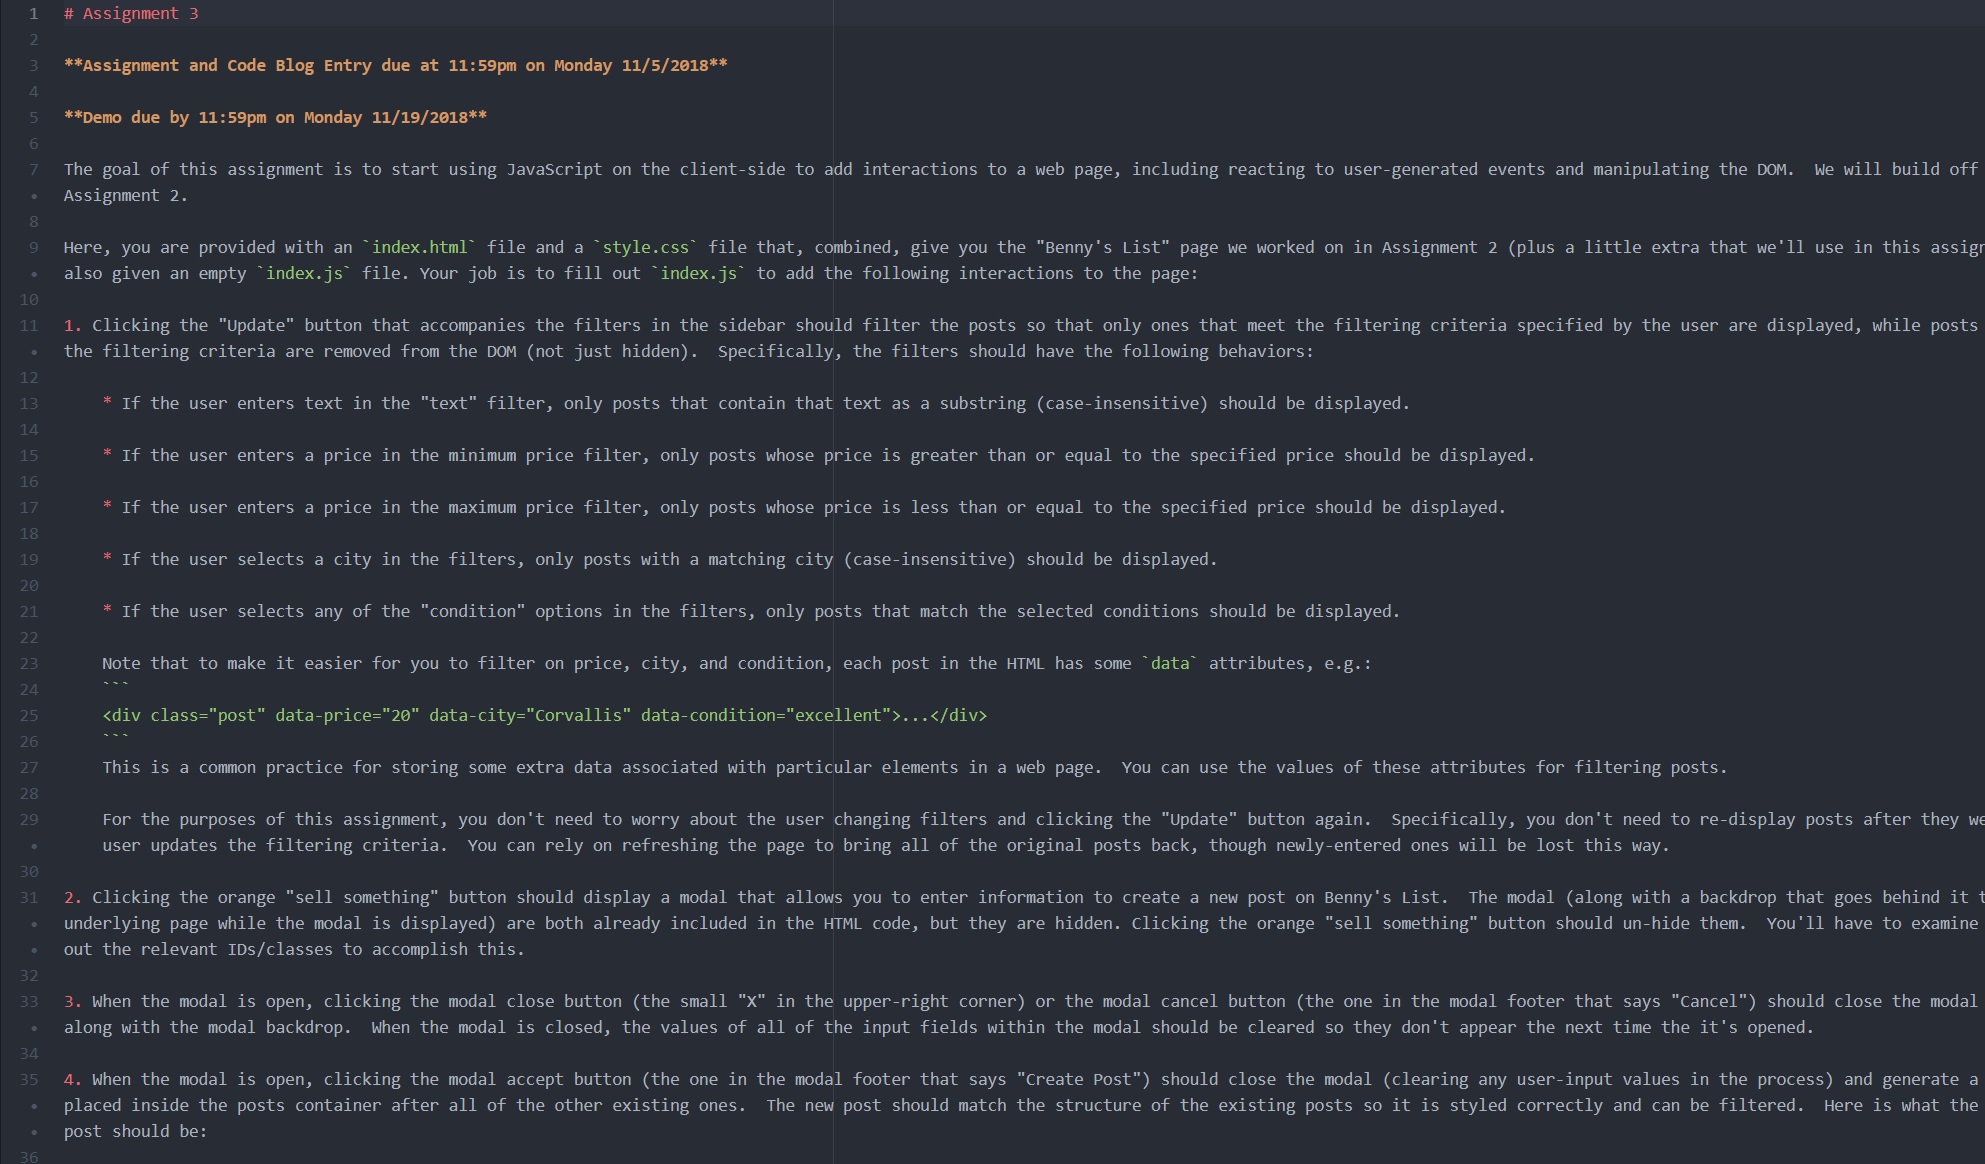 1 # Assignment 3
2
3 **Assignment and Code Blog Entry due at 11:59pm on Monday 11/5/2018**
4
5 **Demo due by 11:59pm on Monday 11/19/2018**
6
7 The goal of this assignment is to start using JavaScript on the client-side to add interactions to a web page, including reacting to user-generated events and manipulating the DOM.  We will build off
• Assignment 2.
8
9 Here, you are provided with an `index.html` file and a `style.css` file that, combined, give you the "Benny's List" page we worked on in Assignment 2 (plus a little extra that we'll use in this assign
• also given an empty `index.js` file. Your job is to fill out `index.js` to add the following interactions to the page:
10
11 1. Clicking the "Update" button that accompanies the filters in the sidebar should filter the posts so that only ones that meet the filtering criteria specified by the user are displayed, while posts
• the filtering criteria are removed from the DOM (not just hidden).  Specifically, the filters should have the following behaviors:
12
13 * If the user enters text in the "text" filter, only posts that contain that text as a substring (case-insensitive) should be displayed.
14
15 * If the user enters a price in the minimum price filter, only posts whose price is greater than or equal to the specified price should be displayed.
16
17 * If the user enters a price in the maximum price filter, only posts whose price is less than or equal to the specified price should be displayed.
18
19 * If the user selects a city in the filters, only posts with a matching city (case-insensitive) should be displayed.
20
21 * If the user selects any of the "condition" options in the filters, only posts that match the selected conditions should be displayed.
22
23 Note that to make it easier for you to filter on price, city, and condition, each post in the HTML has some `data` attributes, e.g.:
24 ```
25 <div class="post" data-price="20" data-city="Corvallis" data-condition="excellent">...</div>
26 ```
27 This is a common practice for storing some extra data associated with particular elements in a web page.  You can use the values of these attributes for filtering posts.
28
29 For the purposes of this assignment, you don't need to worry about the user changing filters and clicking the "Update" button again.  Specifically, you don't need to re-display posts after they we
• user updates the filtering criteria.  You can rely on refreshing the page to bring all of the original posts back, though newly-entered ones will be lost this way.
30
31 2. Clicking the orange "sell something" button should display a modal that allows you to enter information to create a new post on Benny's List.  The modal (along with a backdrop that goes behind it t
• underlying page while the modal is displayed) are both already included in the HTML code, but they are hidden. Clicking the orange "sell something" button should un-hide them.  You'll have to examine
• out the relevant IDs/classes to accomplish this.
32
33 3. When the modal is open, clicking the modal close button (the small "X" in the upper-right corner) or the modal cancel button (the one in the modal footer that says "Cancel") should close the modal
• along with the modal backdrop.  When the modal is closed, the values of all of the input fields within the modal should be cleared so they don't appear the next time the it's opened.
34
35 4. When the modal is open, clicking the modal accept button (the one in the modal footer that says "Create Post") should close the modal (clearing any user-input values in the process) and generate a
• placed inside the posts container after all of the other existing ones.  The new post should match the structure of the existing posts so it is styled correctly and can be filtered.  Here is what the
• post should be:
36